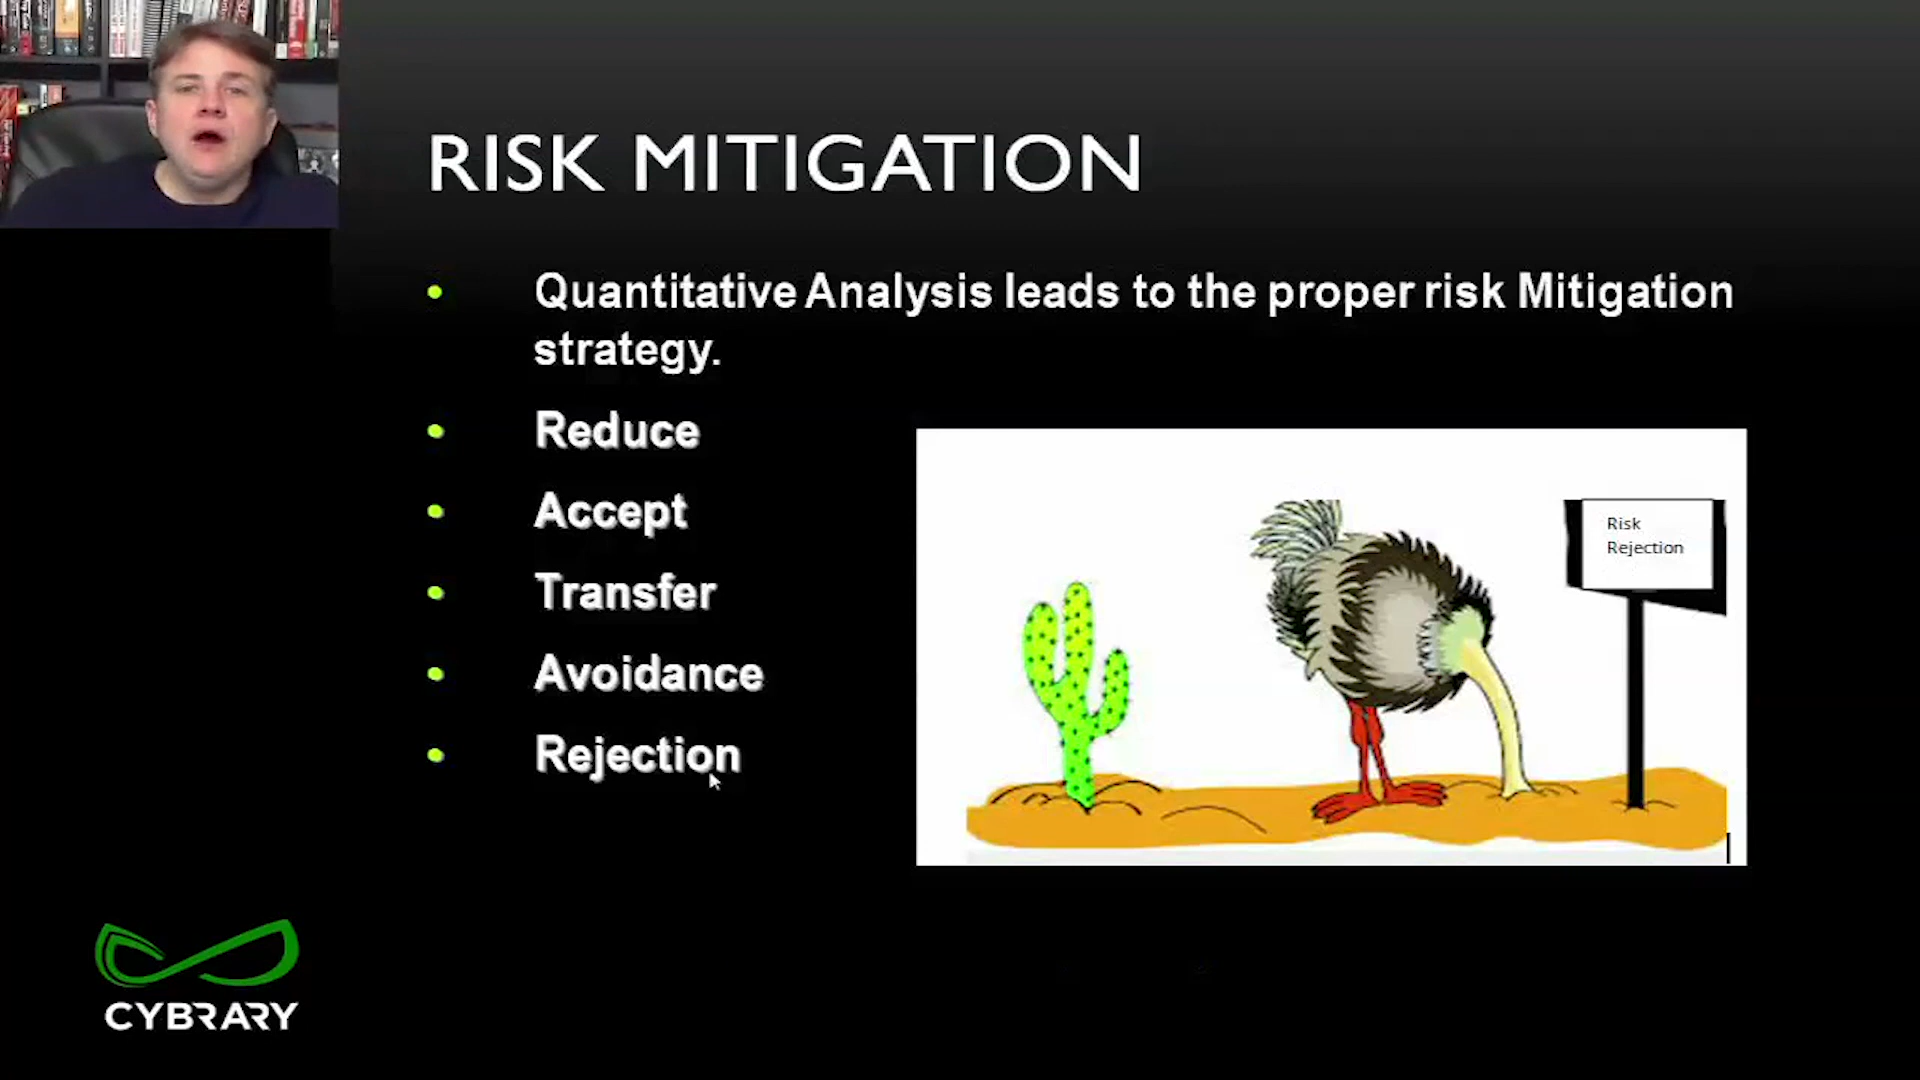 RISK MITIGATION
Quantitative Analysis leads to the proper risk Mitigation
strategy.
Reduce
Accept
Transfer
Avoidance
Rejection
Risk
Rejection
CYBRARY